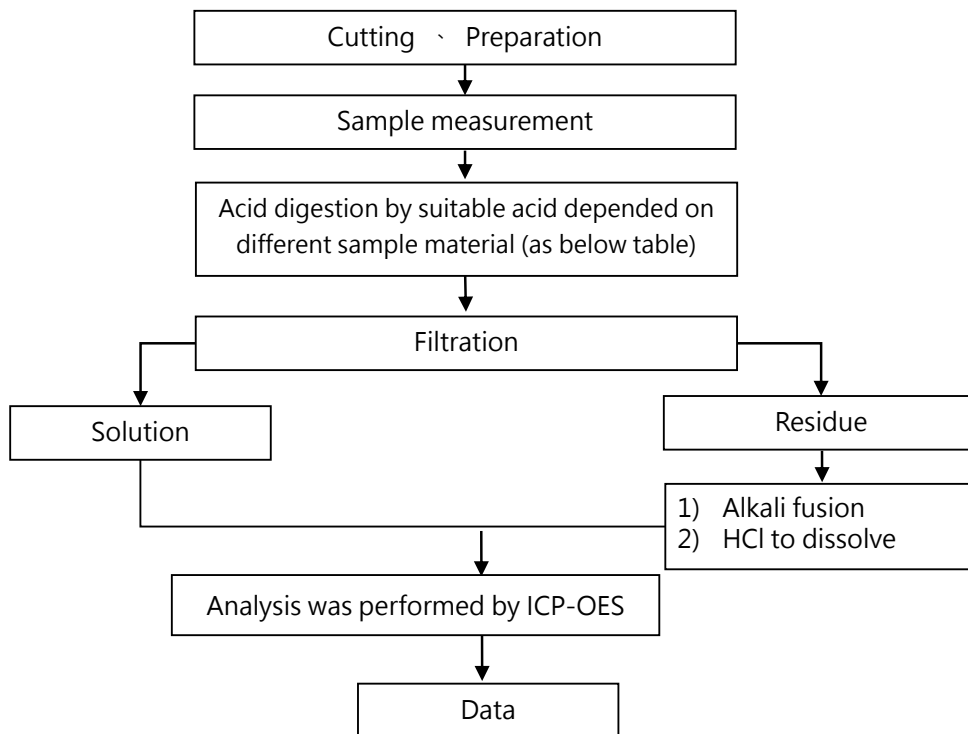 Cutting 、 Preparation
Sample measurement
Acid digestion by suitable acid depended on
different sample material (as below table)
Filtration
Solution
Residue
1) Alkali fusion
2) HCl to dissolve
Analysis was performed by ICP-OES
Data